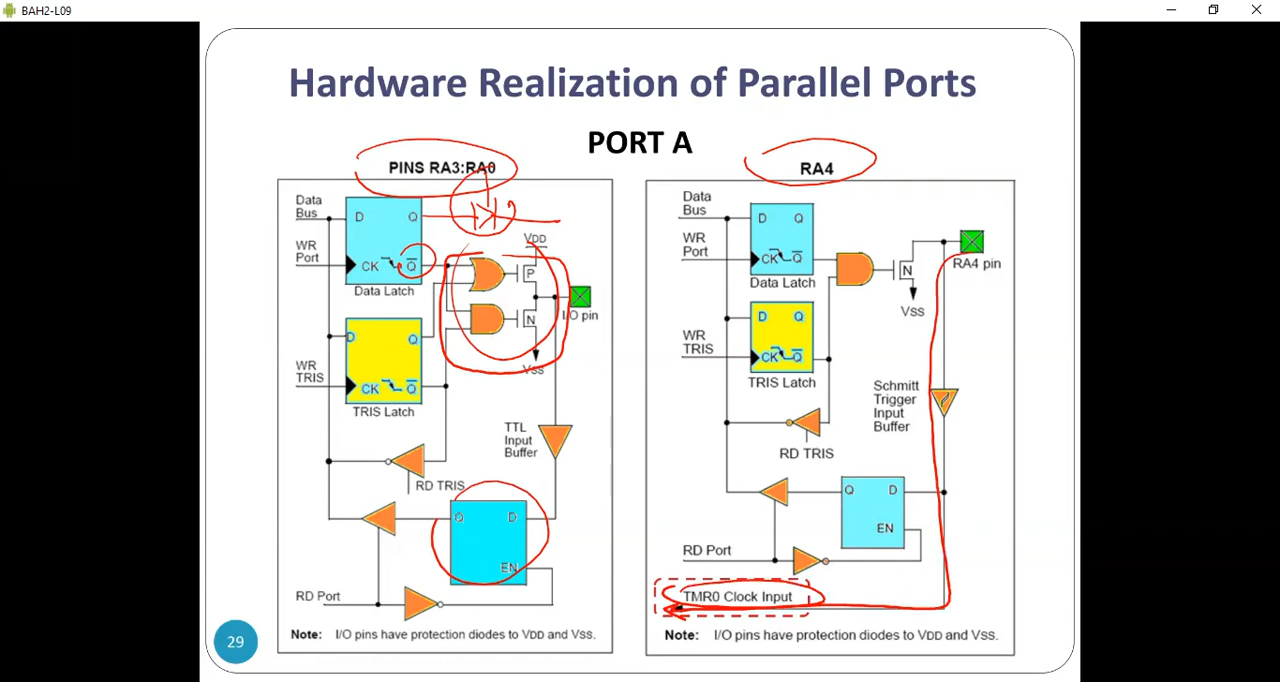 BAH2-L09
Hardware Realization of Parallel Ports
PORT A
PINS RA3:RA0
Data
Bus
D
Q
WR
Port
CK
Q
Data Latch
VDD
P
N
I/O pin
VSS
D
Q
WR
TRIS
CK
Q
TRIS Latch
TTL
Input
Buffer
RD TRIS
Q
D
EN
RD Port
Note: I/O pins have protection diodes to VDD and VSS.
RA4
Data
Bus
D
Q
WR
Port
CK
Q
Data Latch
N
RA4 pin
VSS
D
Q
WR
TRIS
CK
Q
TRIS Latch
Schmitt
Trigger
Input
Buffer
RD TRIS
Q
D
EN
RD Port
TMR0 Clock Input
Note: I/O pins have protection diodes to VDD and VSS.
29